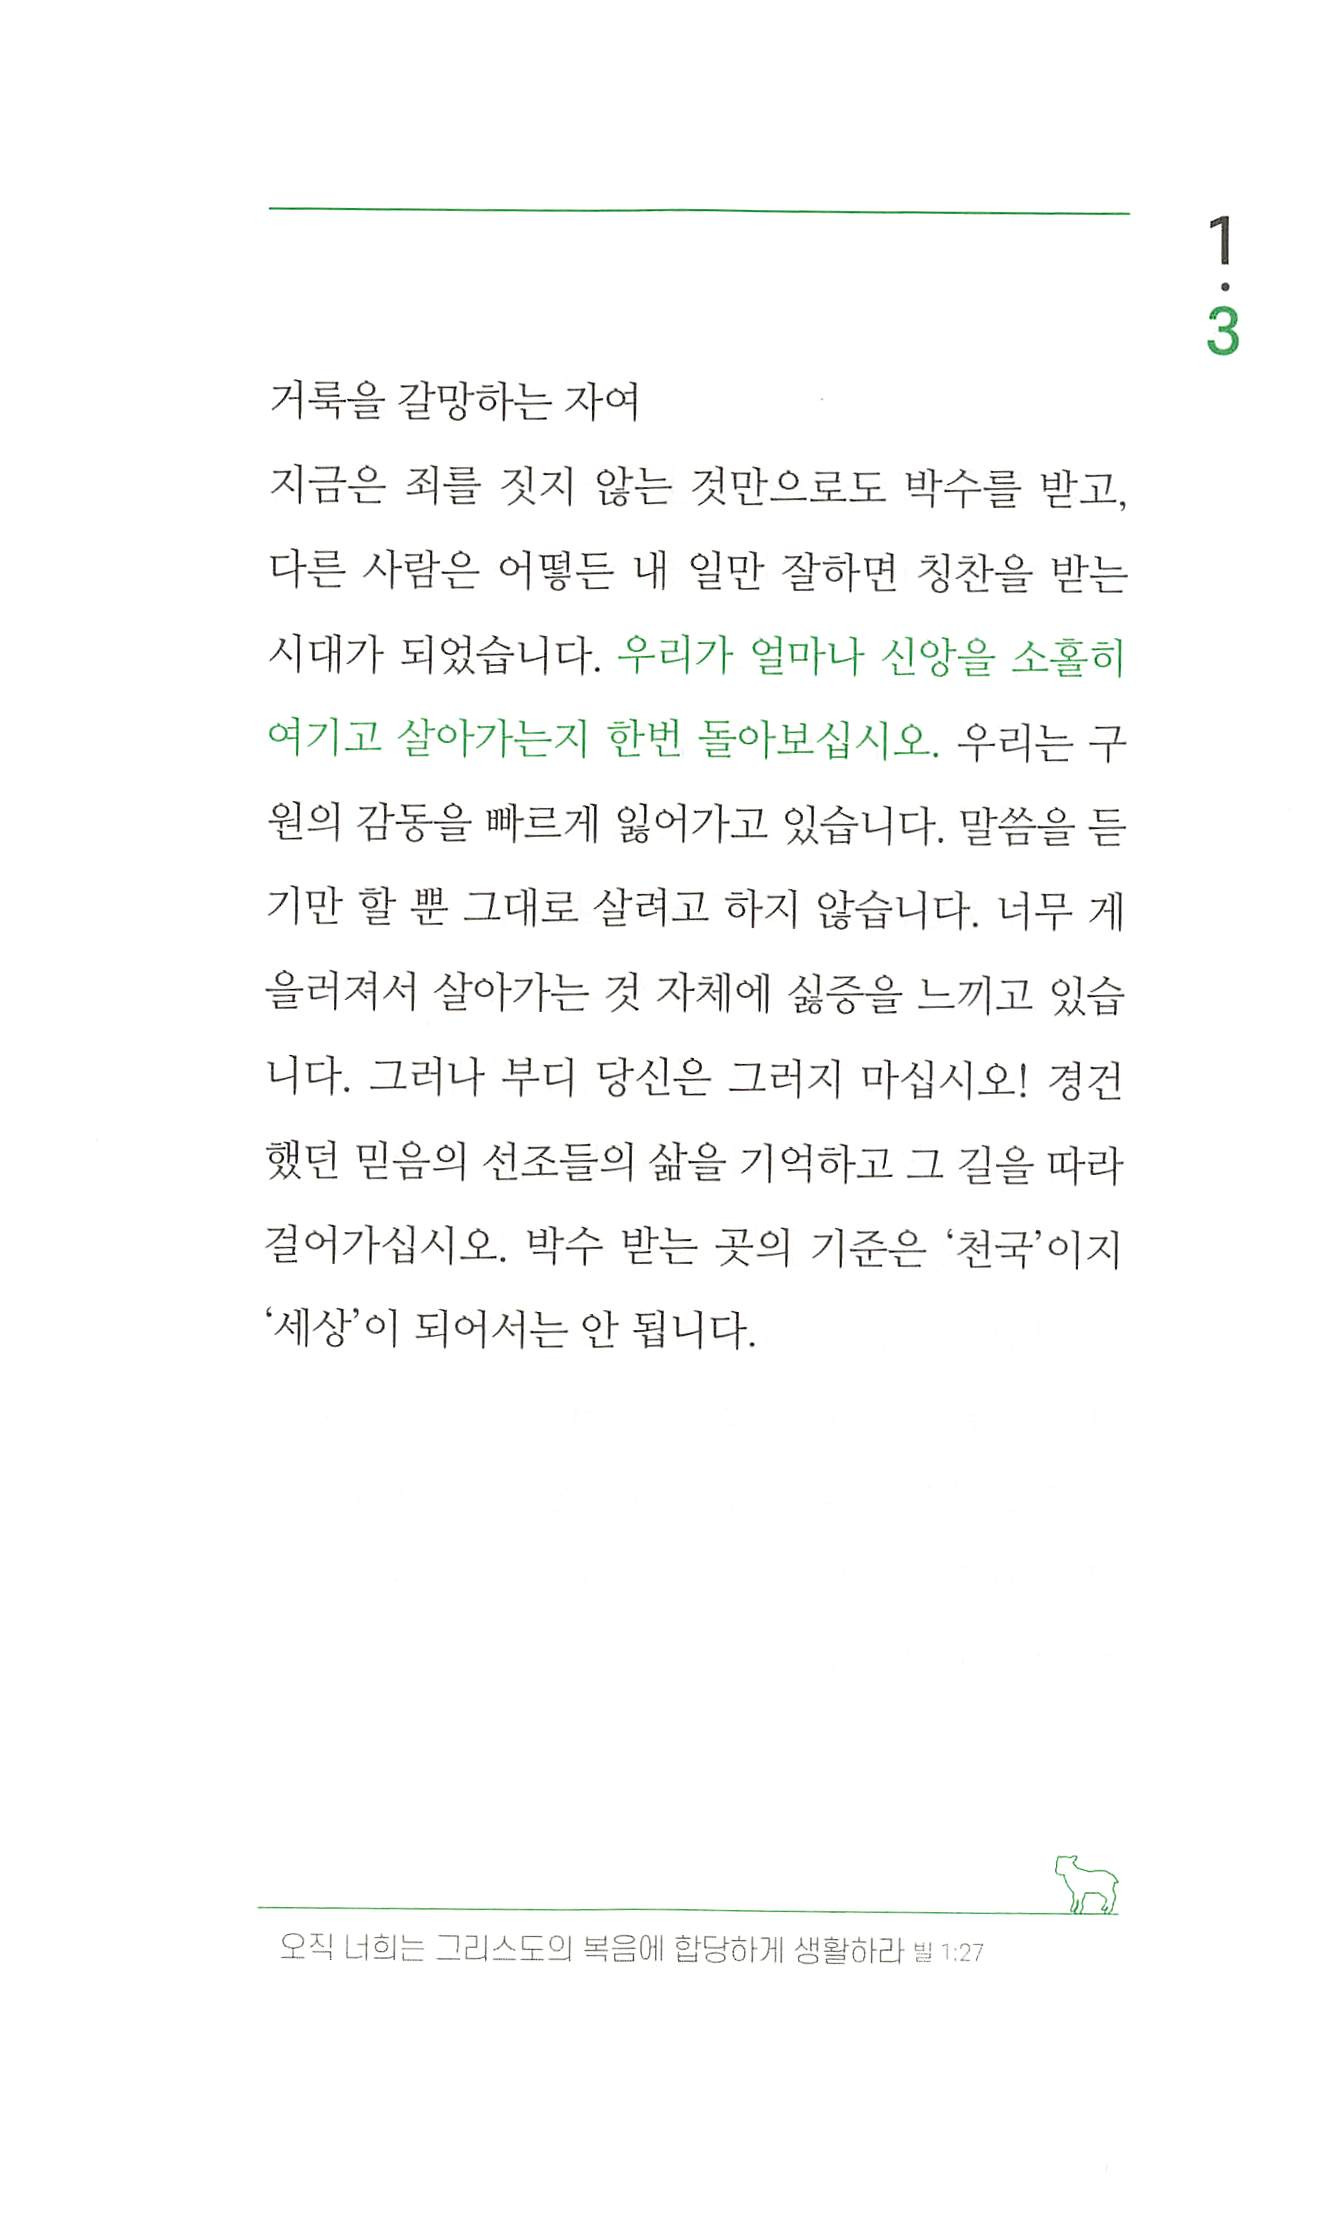 1
·
3
거룩을 갈망하는 자여
지금은 죄를 짓지 않는 것만으로도 박수를 받고,
다른 사람은 어떻든 내 일만 잘하면 칭찬을 받는
시대가 되었습니다. 우리가 얼마나 신앙을 소홀히
여기고 살아가는지 한번 돌아보십시오. 우리는 구
원의 감동을 빠르게 잃어가고 있습니다. 말씀을 듣
기만 할 뿐 그대로 살려고 하지 않습니다. 너무 게
을러져서 살아가는 것 자체에 싫증을 느끼고 있습
니다. 그러나 부디 당신은 그러지 마십시오! 경건
했던 믿음의 선조들의 삶을 기억하고 그 길을 따라
걸어가십시오. 박수 받는 곳의 기준은 ‘천국’이지
‘세상’이 되어서는 안 됩니다.
오직 너희는 그리스도의 복음에 합당하게 생활하라 빌 1:27